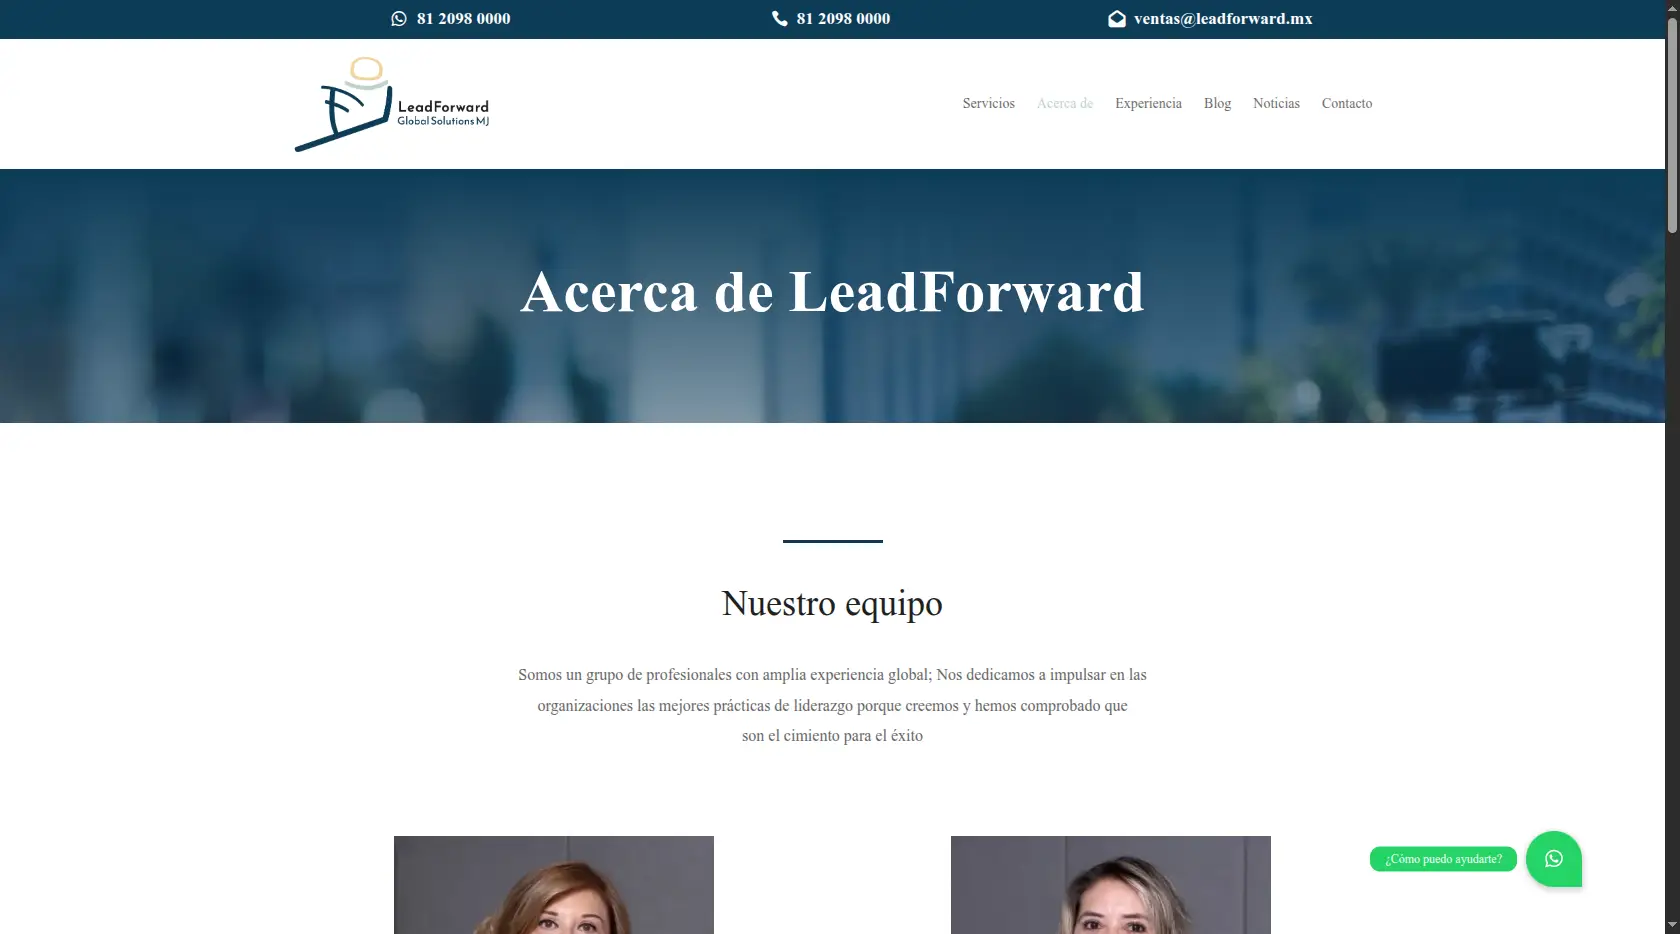 81 2098 0000
81 2098 0000
ventas@leadforward.mx
LeadForward
Global Solutions MJ
Servicios
Acerca de
Experiencia
Blog
Noticias
Contacto
Acerca de LeadForward
Nuestro equipo
Somos un grupo de profesionales con amplia experiencia global; Nos dedicamos a impulsar en las
organizaciones las mejores prácticas de liderazgo porque creemos y hemos comprobado que
son el cimiento para el éxito
¿Cómo puedo ayudarte?